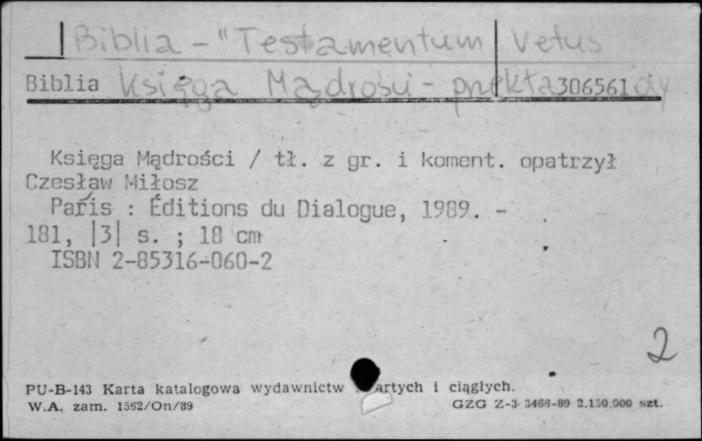 Biblia - "Testamentum Vetus
Biblia Księga Mądrości - przekłady
306561
Księga Mądrości / tł. z gr. i koment. opatrzył
Czesław Miłosz
Paris : Éditions du Dialogue, 1989. -
181, |3| s. ; 18 cm
ISBN 2-85316-060-2
2
PU-B-143 Karta katalogowa wydawnictw artych i ciągłych.
W.A. zam. 1562/On/89 GZG Z-3 3466-89 2.150.000 szt.